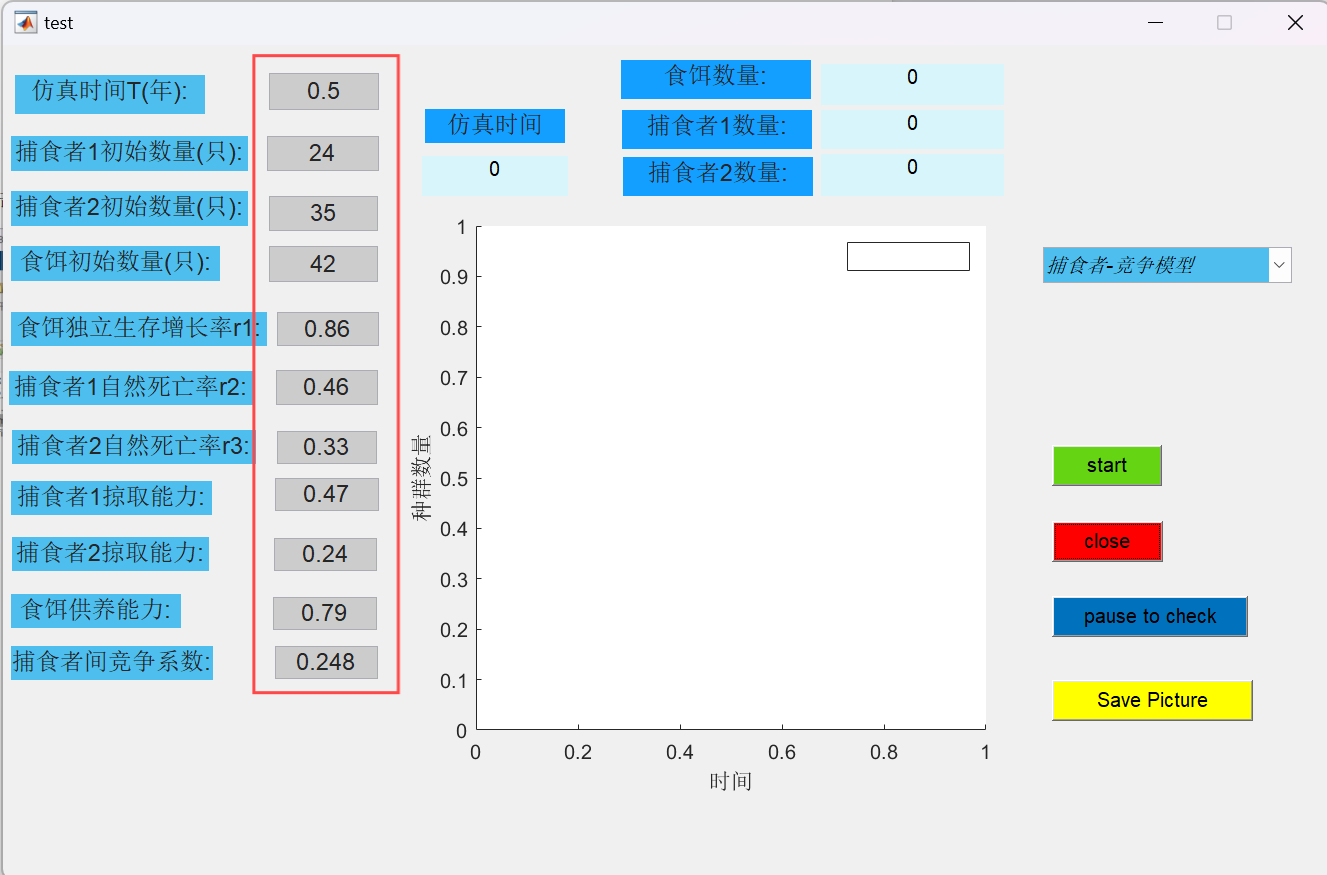 test
仿真时间T(年):
0.5
捕食者1初始数量(只):
24
捕食者2初始数量(只):
35
食饵初始数量(只):
42
食饵独立生存增长率r1:
0.86
捕食者1自然死亡率r2:
0.46
捕食者2自然死亡率r3:
0.33
捕食者1掠取能力:
0.47
捕食者2掠取能力:
0.24
食饵供养能力:
0.79
捕食者间竞争系数:
0.248
仿真时间
0
食饵数量:
0
捕食者1数量:
0
捕食者2数量:
0
1
0.9
0.8
0.7
0.6
0.5
0.4
0.3
0.2
0.1
0
种群数量
0 0.2 0.4 0.6 0.8 1
时间
捕食者-竞争模型
start
close
pause to check
Save Picture